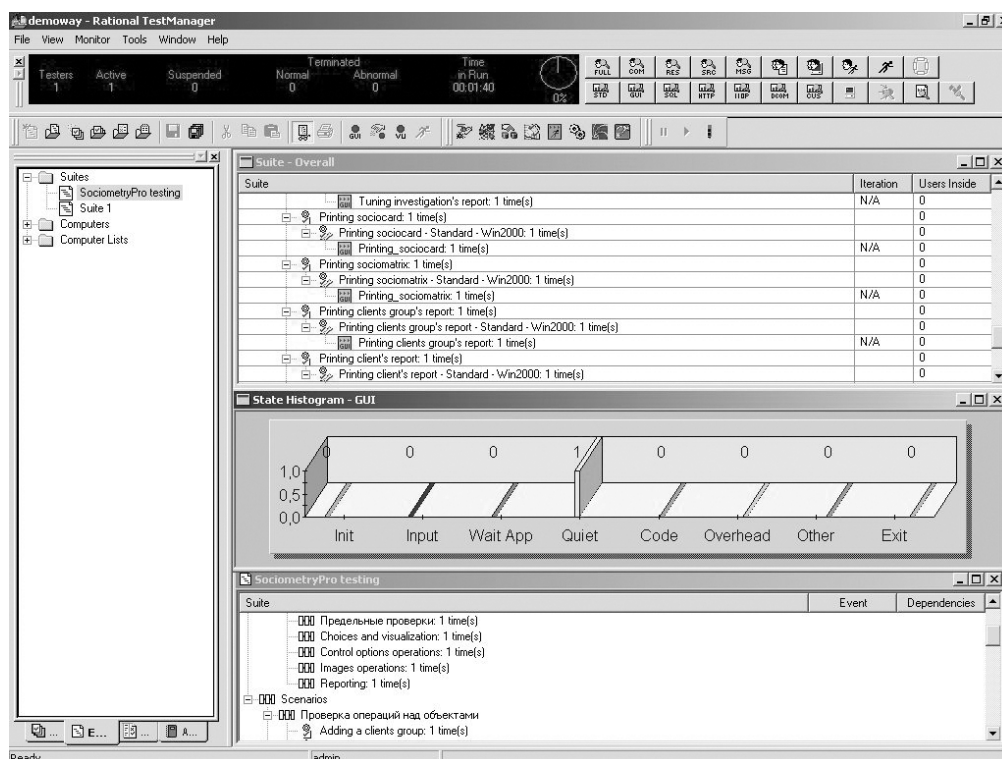 demoway - Rational TestManager
File View Monitor Tools Window Help
Terminated Time
Testers Active Suspended Normal Abnormal in Run
1 1 0 0 0 00:01:40 0%
FULL COM RES SRC MSG
STD GUI SQL HTTP IIOP DCOM CUS
GUI VU
Suites
SociometryPro testing
Suite 1
Computers
Computer Lists
Suite - Overall
Suite Iteration Users Inside
Tuning investigation's report: 1 time(s) N/A 0
Printing sociocard: 1 time(s) 0
Printing sociocard - Standard - Win2000: 1 time(s) 0
Printing_sociocard: 1 time(s) N/A 0
Printing sociomatrix: 1 time(s) 0
Printing sociomatrix - Standard - Win2000: 1 time(s) 0
Printing_sociomatrix: 1 time(s) N/A 0
Printing clients group's report: 1 time(s) 0
Printing clients group's report - Standard - Win2000: 1 time(s) 0
Printing clients group's report: 1 time(s) N/A 0
Printing client's report: 1 time(s) 0
Printing client's report - Standard - Win2000: 1 time(s) 0
State Histogram - GUI
0 0 0 1 0 0 0 0
1,0
0,5
0,0
Init Input Wait App Quiet Code Overhead Other Exit
SociometryPro testing
Suite Event Dependencies
Предельные проверки: 1 time(s)
Choices and visualization: 1 time(s)
Control options operations: 1 time(s)
Images operations: 1 time(s)
Reporting: 1 time(s)
Scenarios
Проверка операций над объектами
Adding a clients group: 1 time(s)
... E... ... A...
Ready admin